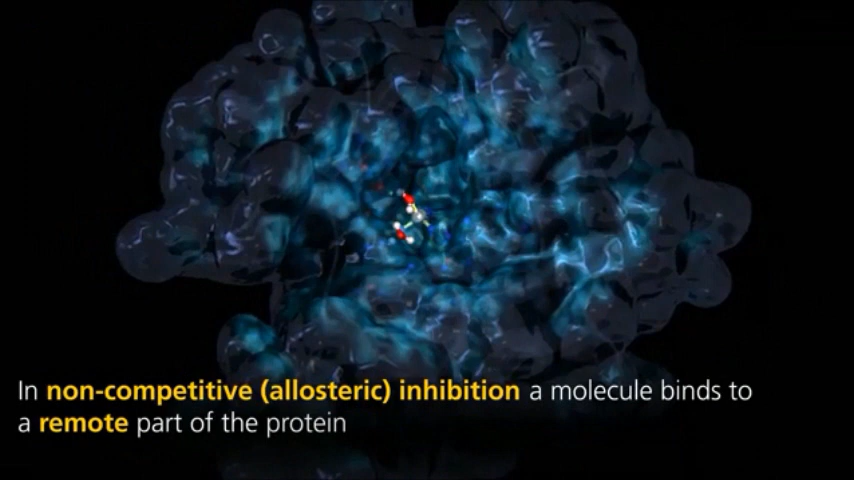 In non-competitive (allosteric) inhibition a molecule binds to
a remote part of the protein